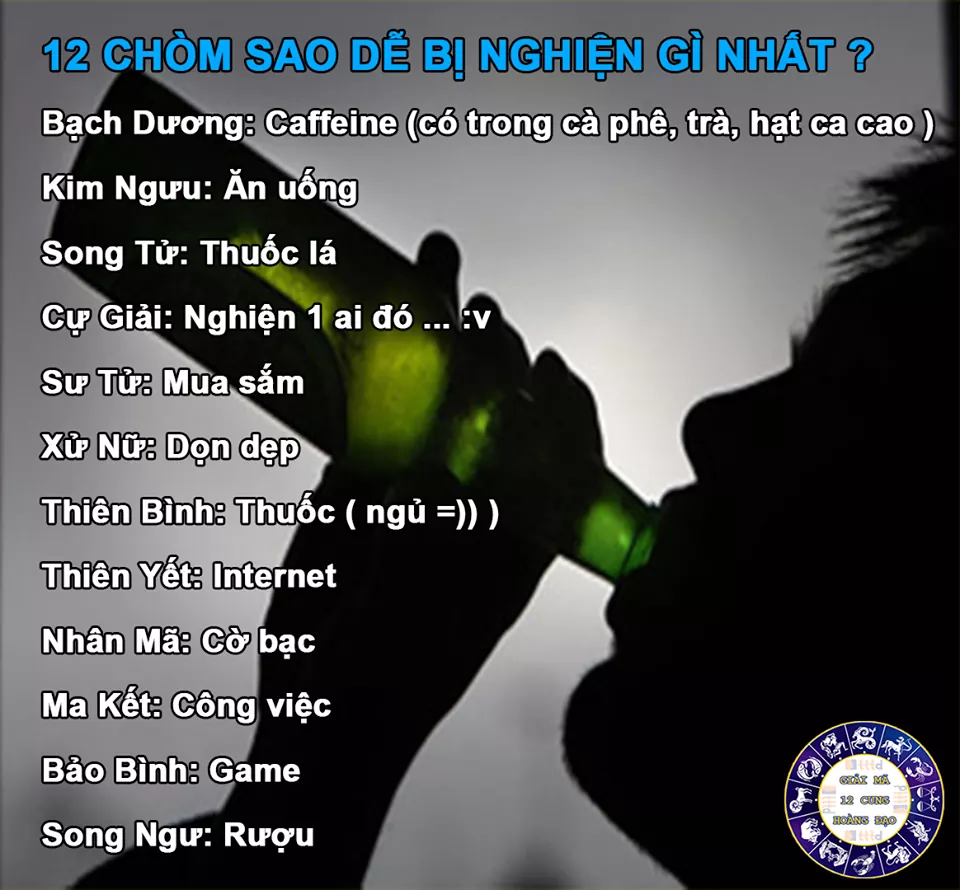 12 CHÒM SAO DỄ BỊ NGHIỆN GÌ NHẤT ?
Bạch Dương: Caffeine (có trong cà phê, trà, hạt ca cao )
Kim Ngưu: Ăn uống
Song Tử: Thuốc lá
Cự Giải: Nghiện 1 ai đó ... :v
Sư Tử: Mua sắm
Xử Nữ: Dọn dẹp
Thiên Bình: Thuốc ( ngủ =)) )
Thiên Yết: Internet
Nhân Mã: Cờ bạc
Ma Kết: Công việc
Bảo Bình: Game
Song Ngư: Rượu
GIẢI MÃ
12 CUNG
HOÀNG ĐẠO